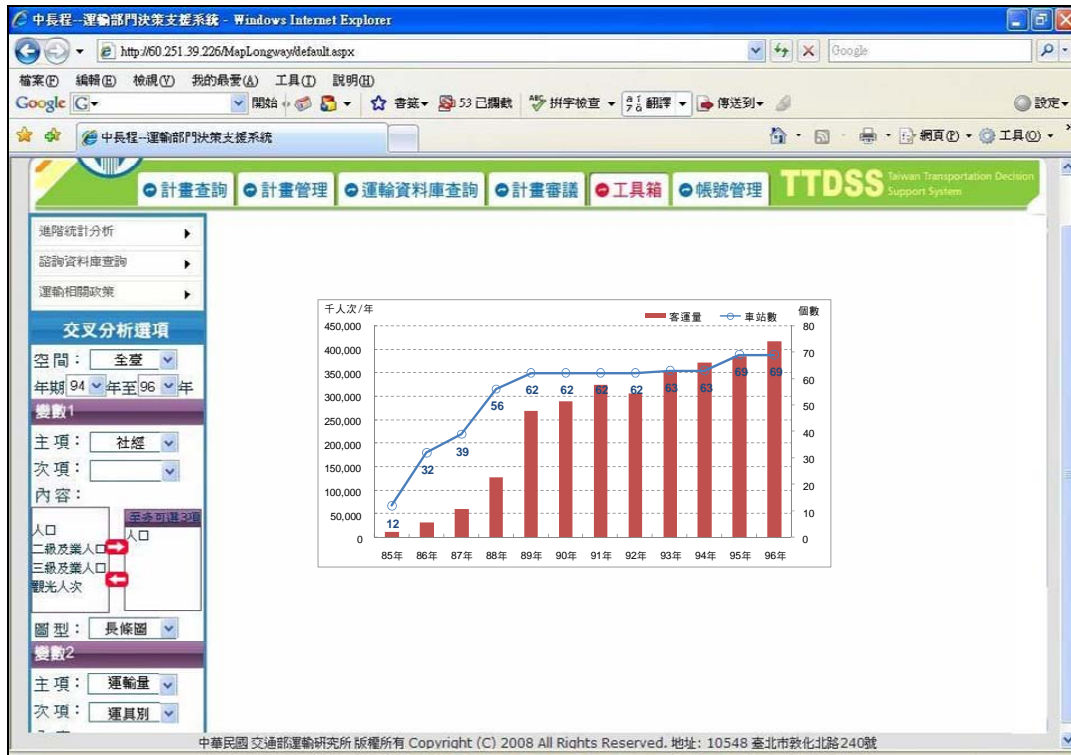 中長程--運輸部門決策支援系統 - Windows Internet Explorer
http://60.251.39.226/MapLongway/default.aspx
Google
檔案(F) 編輯(E) 檢視(V) 我的最愛(A) 工具(T) 說明(H)
Google G 開始 書籤 53 已攔截 拼字檢查 翻譯 傳送到 設定
中長程--運輸部門決策支援系統 網頁(P) 工具(O)
計畫查詢 計畫管理 運輸資料庫查詢 計畫審議 工具箱 帳號管理 TTDSS Taiwan Transportation Decision
Support System
進階統計分析
諮詢資料庫查詢
運輸相關政策
交叉分析選項
空間: 全臺
年期 94 年至 96 年
變數1
主項: 社經
次項:
內容:
至多可選3項
人口
二級及業人口
三級及業人口
觀光人次
人口
圖型: 長條圖
變數2
主項: 運輸量
次項: 運具別
千人次/年 客運量 車站數 個數
450,000 80
400,000 70
350,000 60
300,000 50
250,000 40
200,000 30
150,000 20
100,000 10
50,000 0
0
12 32 39 56 62 62 62 62 63 63 69 69
85年 86年 87年 88年 89年 90年 91年 92年 93年 94年 95年 96年
中華民國 交通部運輸研究所 版權所有 Copyright (C) 2008 All Rights Reserved. 地址: 10548 臺北市敦化北路240號